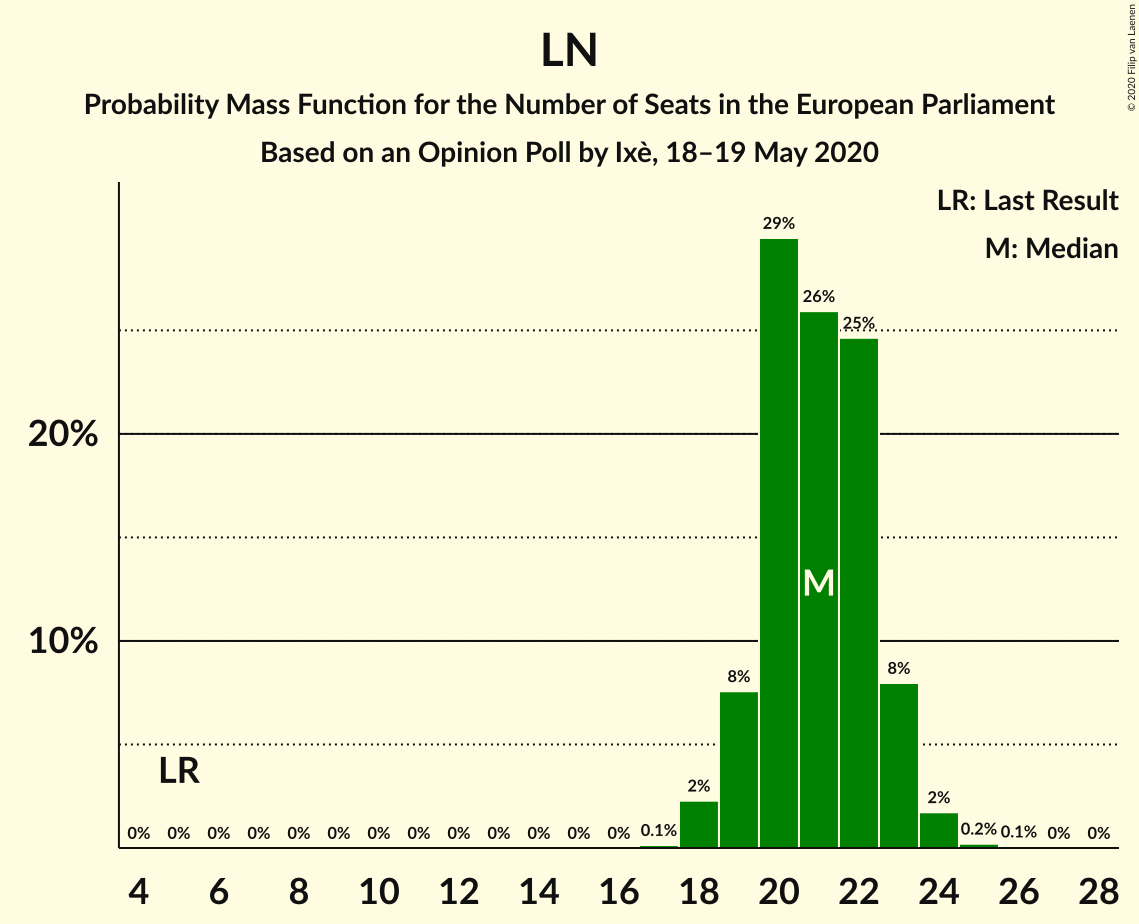 LN
Probability Mass Function for the Number of Seats in the European Parliament
Based on an Opinion Poll by Ixè, 18–19 May 2020
© 2020 Filip van Laenen
LR: Last Result
M: Median
29%
26%
25%
20%
M
10%
8%
8%
LR
2%
2%
0% 0% 0% 0% 0% 0% 0% 0% 0% 0% 0% 0% 0% 0.1% 0.2% 0.1% 0% 0%
4 6 8 10 12 14 16 18 20 22 24 26 28